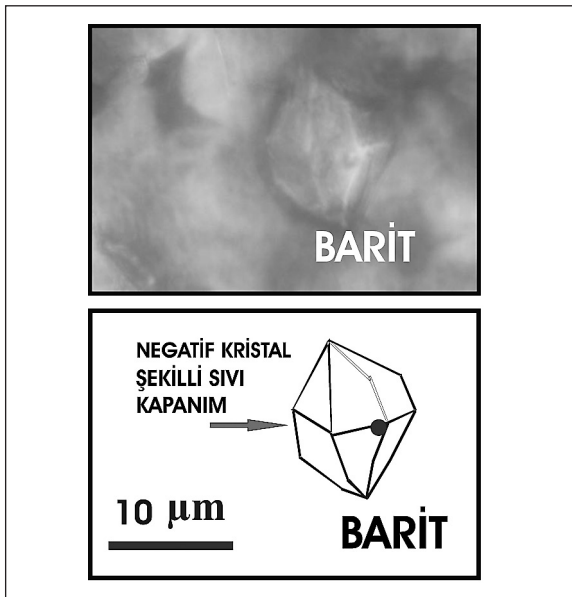 BARİT
NEGATİF KRİSTAL
ŞEKİLLİ SIVI
KAPANIM
10 µm
BARİT